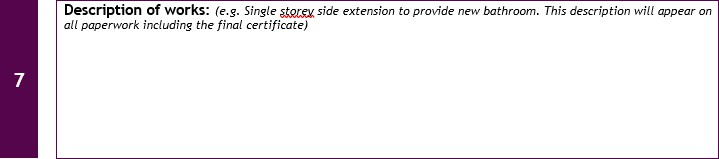 Description of works: (e.g. Single storey side extension to provide new bathroom. This description will appear on
all paperwork including the final certificate)
7